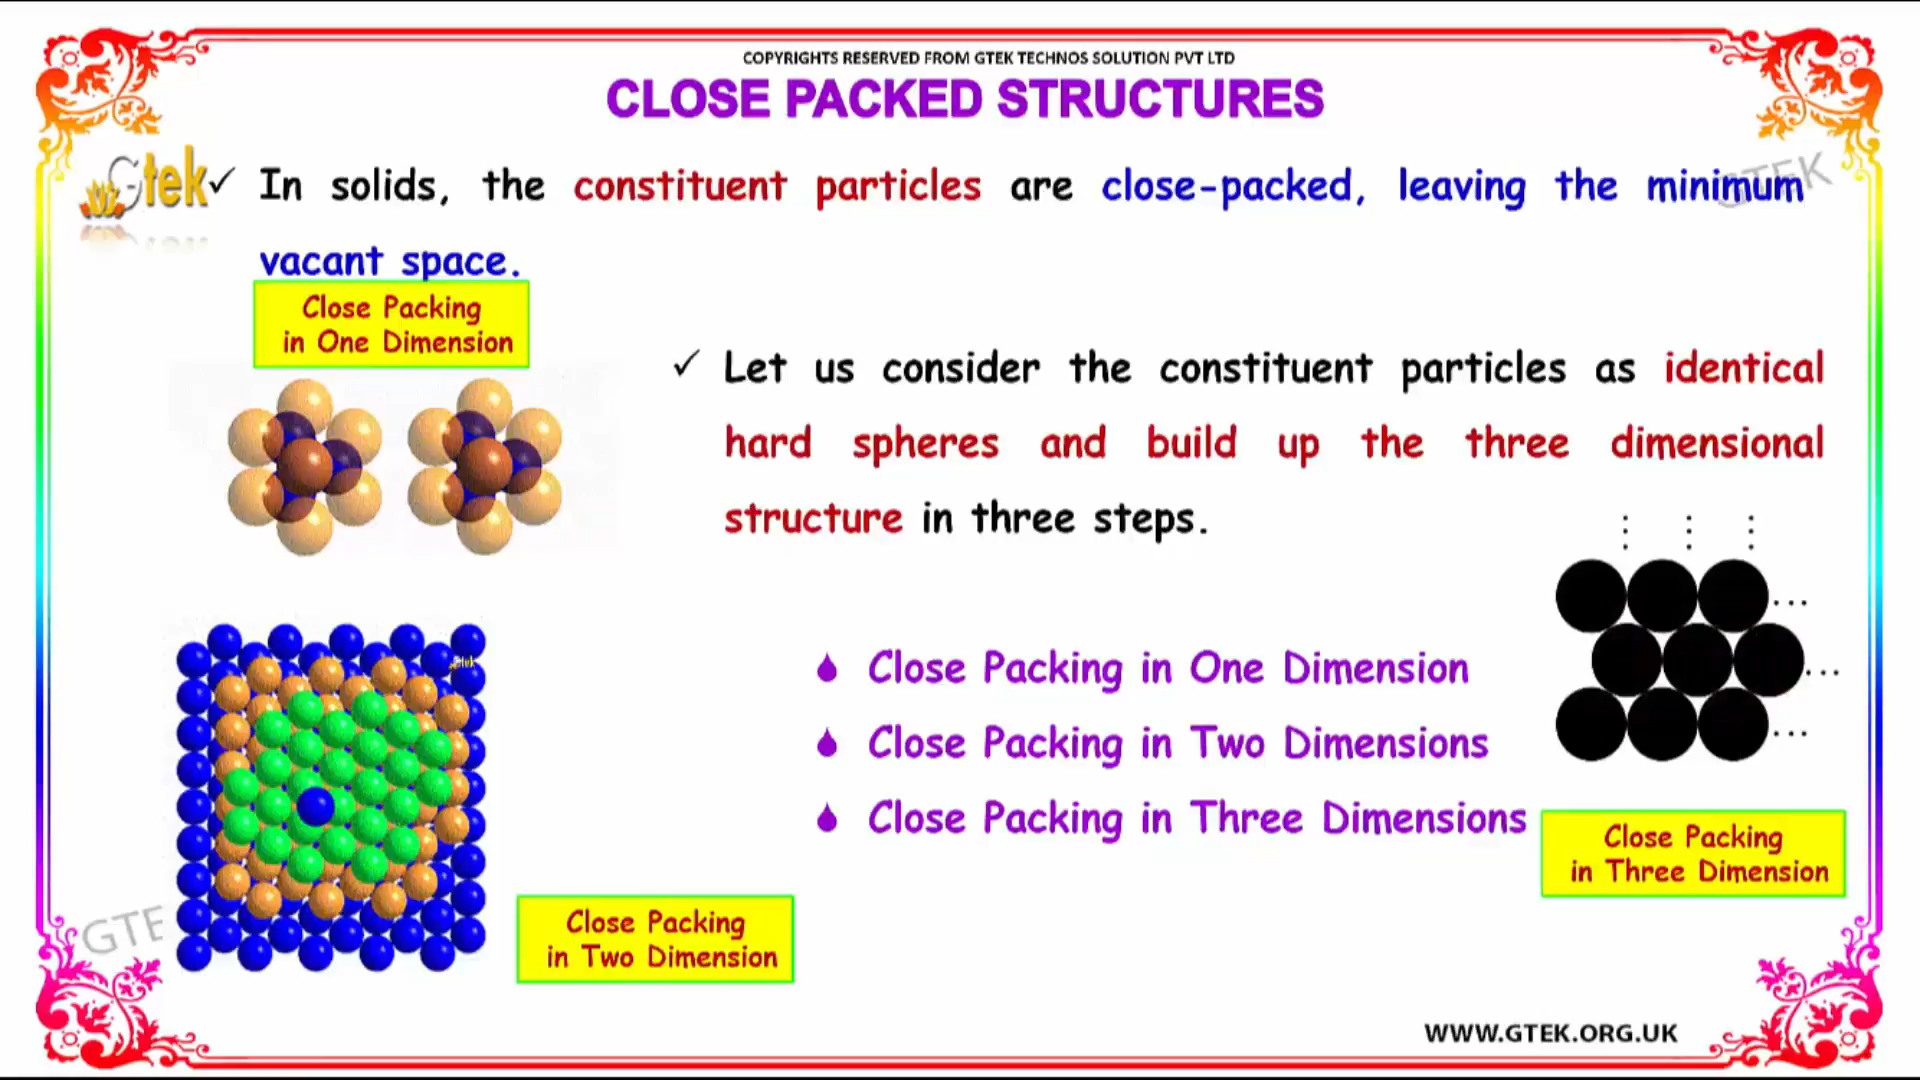 COPYRIGHTS RESERVED FROM GTEK TECHNOS SOLUTION PVT LTD
CLOSE PACKED STRUCTURES
Gtek
✓ In solids, the constituent particles are close-packed, leaving the minimum
GTEK
vacant space.
Close Packing
in One Dimension
✓ Let us consider the constituent particles as identical
hard spheres and build up the three dimensional
structure in three steps.
Gtek
Close Packing in One Dimension
Close Packing in Two Dimensions
Close Packing in Three Dimensions
Close Packing
in Three Dimension
GTE
Close Packing
in Two Dimension
WWW.GTEK.ORG.UK